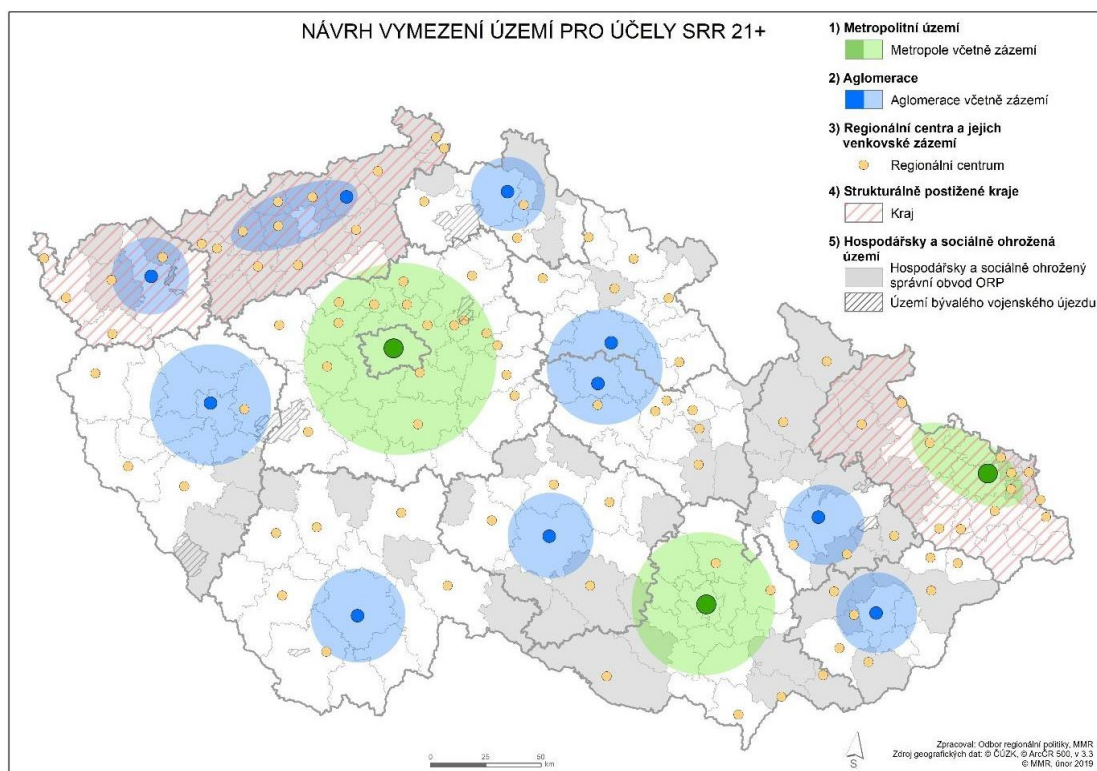 NÁVRH VYMEZENÍ ÚZEMÍ PRO ÚČELY SRR 21+
1) Metropolitní území
Metropole včetně zázemí
2) Aglomerace
Aglomerace včetně zázemí
3) Regionální centra a jejich
venkovské zázemí
Regionální centrum
4) Strukturálně postižené kraje
Kraj
5) Hospodářsky a sociálně ohrožená
území
Hospodářsky a sociálně ohrožený
správní obvod ORP
Území bývalého vojenského újezdu
0 25 50
km
S
Zpracoval: Odbor regionální politiky, MMR
Zdroj geografických dat: © ČÚZK, © ArcČR 500, v 3.3
© MMR, únor 2019